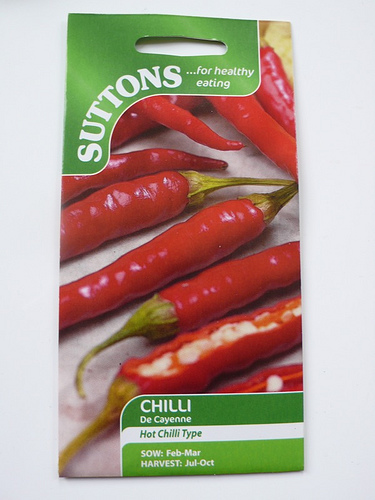 SUTTONS
...for healthy
eating
CHILLI
De Cayenne
Hot Chilli Type
SOW: Feb-Mar
HARVEST: Jul-Oct